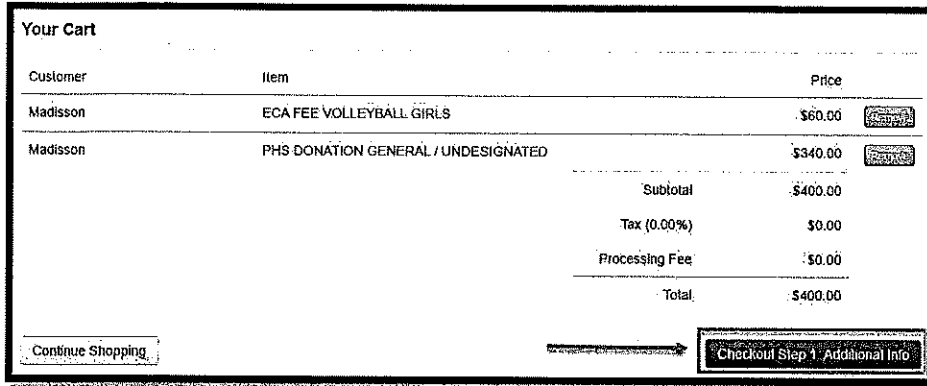 Your Cart
Customer Item Price
Madisson ECA FEE VOLLEYBALL GIRLS $60.00
Madisson PHS DONATION GENERAL / UNDESIGNATED $340.00
Subtotal $400.00
Tax (0.00%) $0.00
Processing Fee $0.00
Total $400.00
Continue Shopping Checkout Step 1: Additional Info